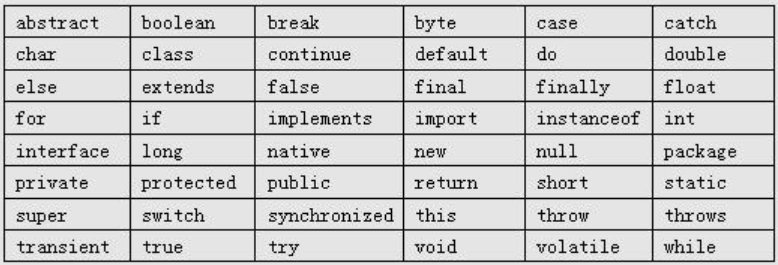 abstract boolean break byte case catch
char class continue default do double
else extends false final finally float
for if implements import instanceof int
interface long native new null package
private protected public return short static
super switch synchronized this throw throws
transient true try void volatile while